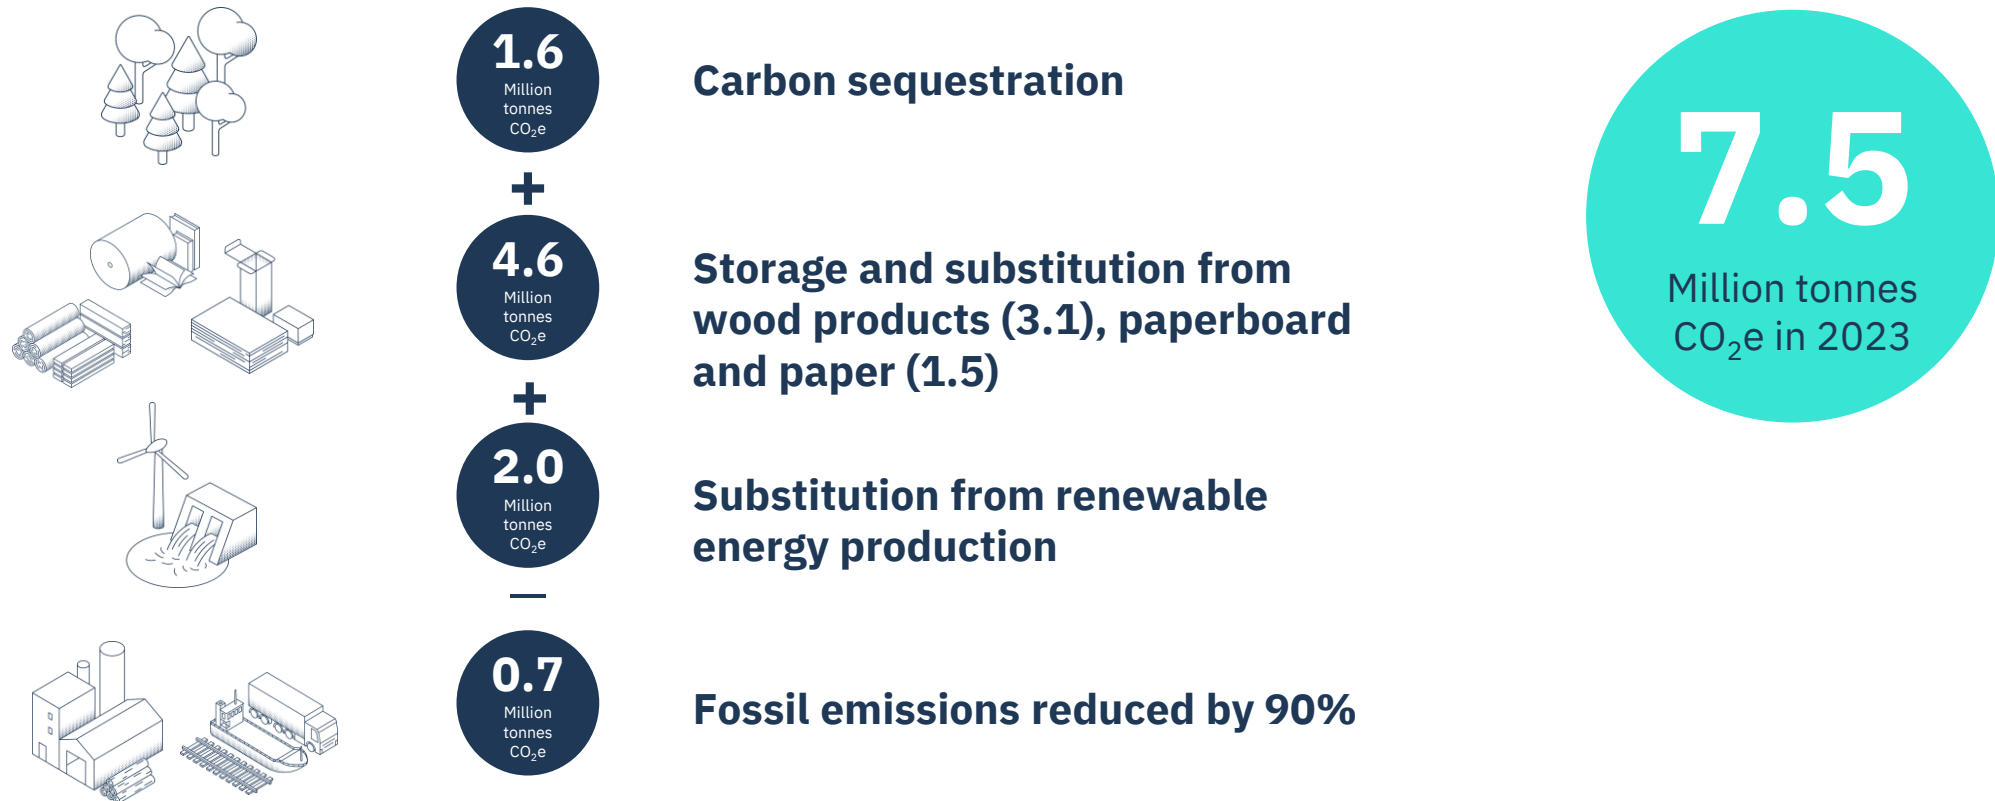 1.6
Million
tonnes
CO₂e
Carbon sequestration
+
4.6
Million
tonnes
CO₂e
Storage and substitution from
wood products (3.1), paperboard
and paper (1.5)
+
2.0
Million
tonnes
CO₂e
Substitution from renewable
energy production
—
0.7
Million
tonnes
CO₂e
Fossil emissions reduced by 90%
7.5
Million tonnes
CO₂e in 2023